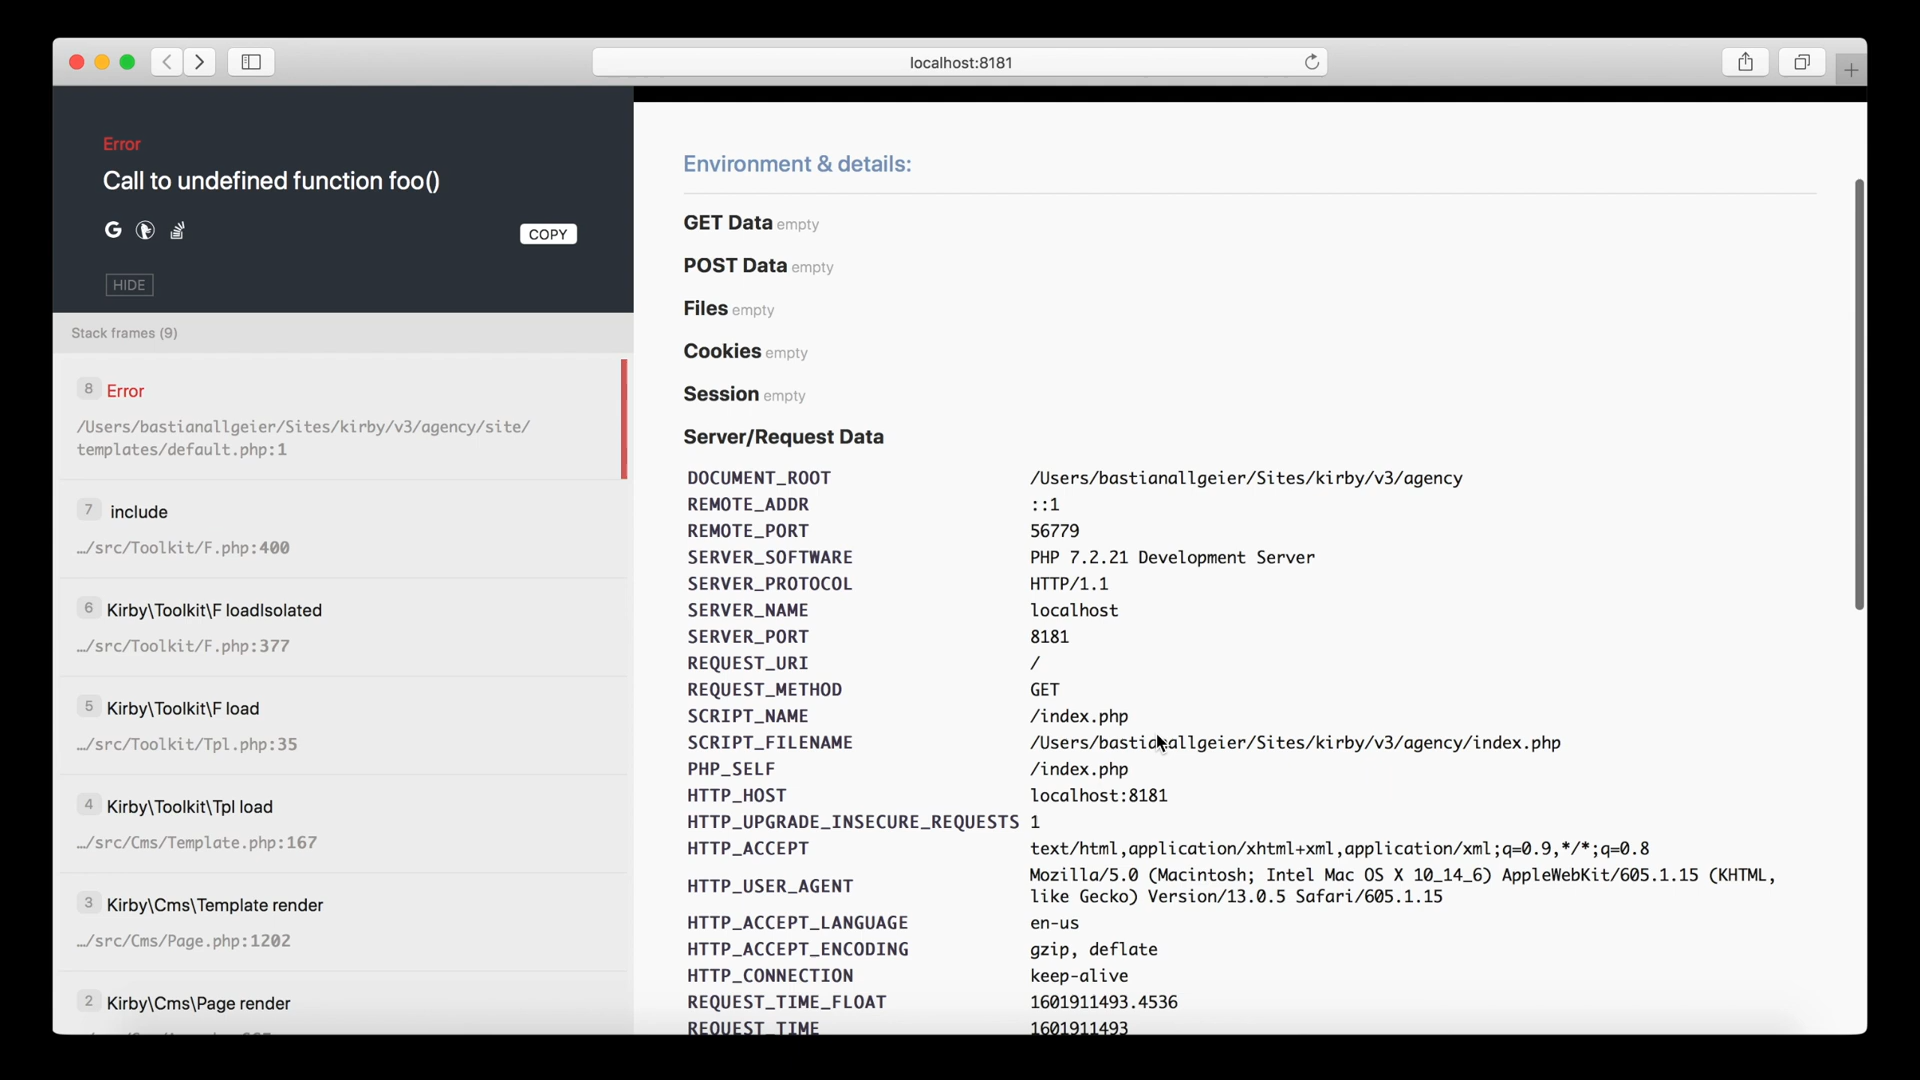 localhost:8181
Error
Call to undefined function foo()
COPY
HIDE
Stack frames (9)
8 Error
/Users/bastianallgeier/Sites/kirby/v3/agency/site/
templates/default.php:1
7 include
…/src/Toolkit/F.php:400
6 Kirby\Toolkit\F loadIsolated
…/src/Toolkit/F.php:377
5 Kirby\Toolkit\F load
…/src/Toolkit/Tpl.php:35
4 Kirby\Toolkit\Tpl load
…/src/Cms/Template.php:167
3 Kirby\Cms\Template render
…/src/Cms/Page.php:1202
2 Kirby\Cms\Page render
Environment & details:
GET Data empty
POST Data empty
Files empty
Cookies empty
Session empty
Server/Request Data
DOCUMENT_ROOT /Users/bastianallgeier/Sites/kirby/v3/agency
REMOTE_ADDR ::1
REMOTE_PORT 56779
SERVER_SOFTWARE PHP 7.2.21 Development Server
SERVER_PROTOCOL HTTP/1.1
SERVER_NAME localhost
SERVER_PORT 8181
REQUEST_URI /
REQUEST_METHOD GET
SCRIPT_NAME /index.php
SCRIPT_FILENAME /Users/bastianallgeier/Sites/kirby/v3/agency/index.php
PHP_SELF /index.php
HTTP_HOST localhost:8181
HTTP_UPGRADE_INSECURE_REQUESTS 1
HTTP_ACCEPT text/html,application/xhtml+xml,application/xml;q=0.9,*/*;q=0.8
HTTP_USER_AGENT Mozilla/5.0 (Macintosh; Intel Mac OS X 10_14_6) AppleWebKit/605.1.15 (KHTML,
like Gecko) Version/13.0.5 Safari/605.1.15
HTTP_ACCEPT_LANGUAGE en-us
HTTP_ACCEPT_ENCODING gzip, deflate
HTTP_CONNECTION keep-alive
REQUEST_TIME_FLOAT 1601911493.4536
REQUEST_TIME 1601911493